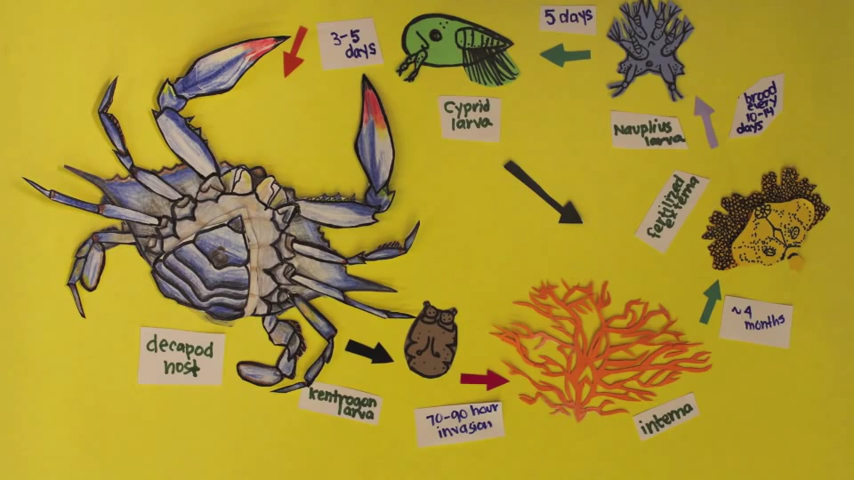 3-5
days
5 days
Cyprid
larva
Nauplius
larva
brood
every
10-14
days
fertilized
externa
~4
months
decapod
host
kentrogon
larva
70-90 hour
invasion
interna